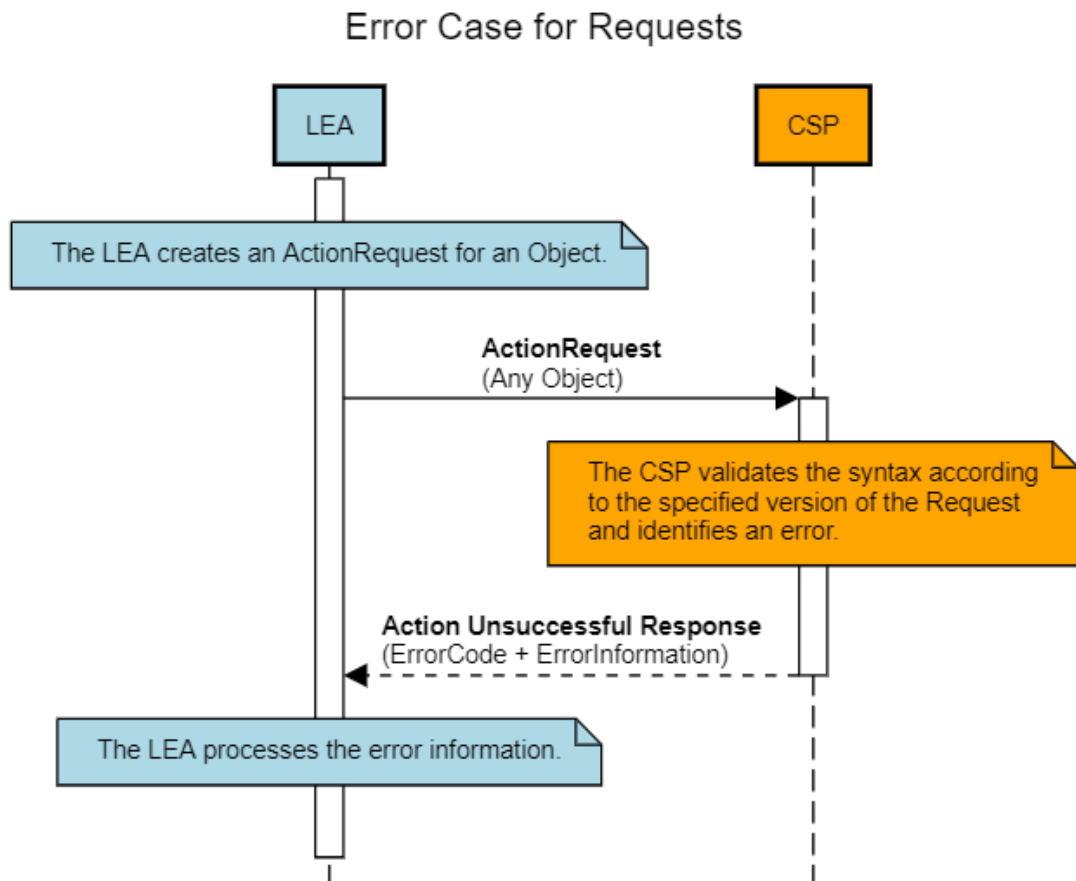 Error Case for Requests
LEA
CSP
The LEA creates an ActionRequest for an Object.
ActionRequest
(Any Object)
The CSP validates the syntax according
to the specified version of the Request
and identifies an error.
Action Unsuccessful Response
(ErrorCode + ErrorInformation)
The LEA processes the error information.